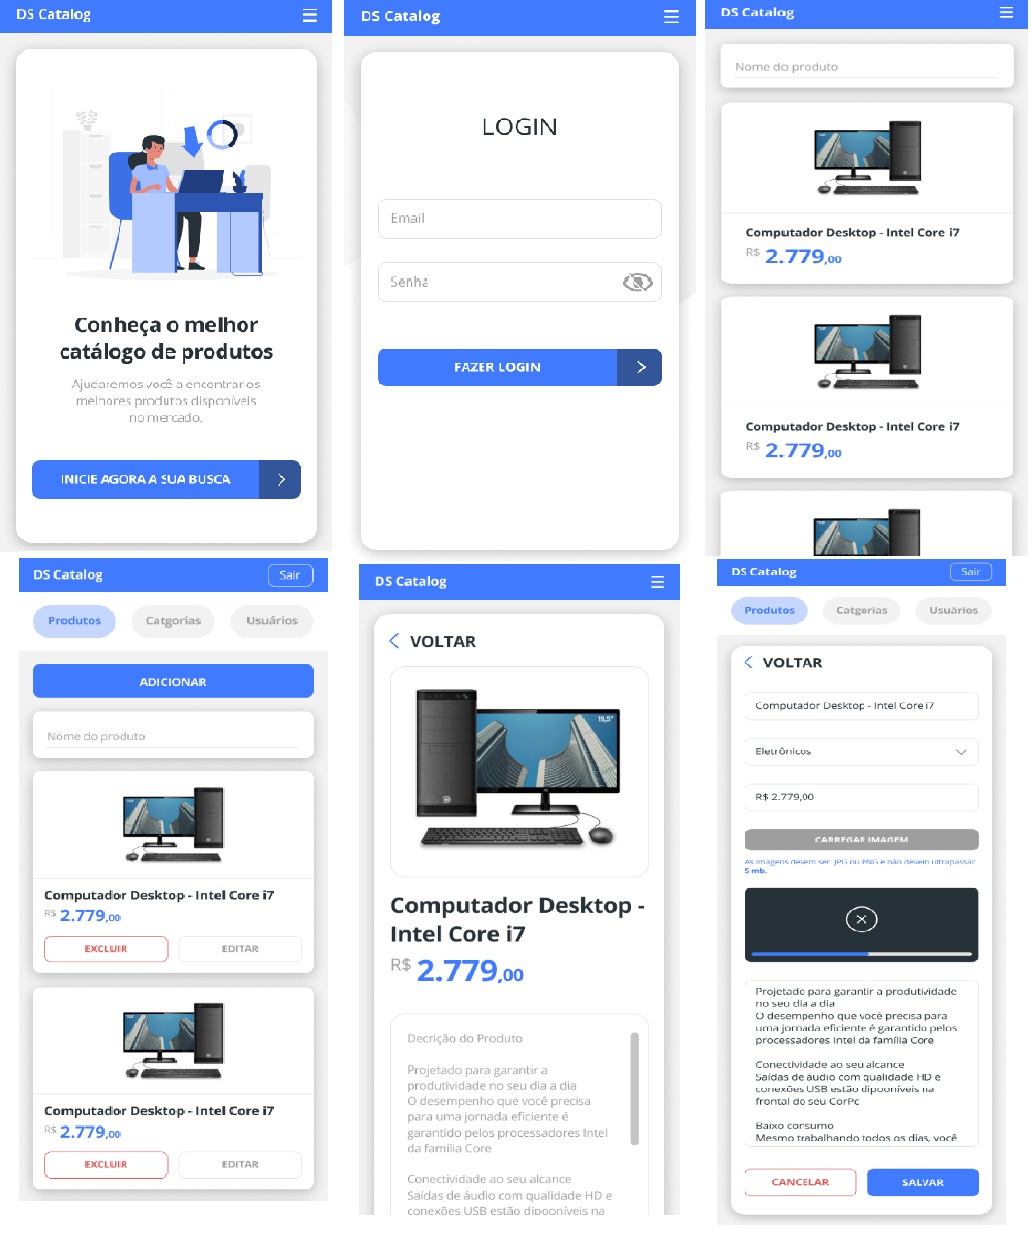 DS Catalog
Conheça o melhor
catálogo de produtos
Ajudaremos você a encontrar os
melhores produtos disponíveis
no mercado.
INICIE AGORA A SUA BUSCA
DS Catalog
LOGIN
Email
Senha
FAZER LOGIN
DS Catalog
Nome do produto
Computador Desktop - Intel Core i7
R$ 2.779,00
Computador Desktop - Intel Core i7
R$ 2.779,00
DS Catalog
Sair
Produtos
Catgorias
Usuários
ADICIONAR
Nome do produto
Computador Desktop - Intel Core i7
R$ 2.779,00
EXCLUIR
EDITAR
Computador Desktop - Intel Core i7
R$ 2.779,00
EXCLUIR
EDITAR
DS Catalog
VOLTAR
19,5"
Computador Desktop -
Intel Core i7
R$ 2.779,00
Decrição do Produto
Projetado para garantir a
produtividade no seu dia a dia
O desempenho que você precisa
para uma jornada eficiente é
garantido pelos processadores Intel
da família Core
Conectividade ao seu alcance
Saídas de áudio com qualidade HD e
conexões USB estão dipooníveis na
DS Catalog
Sair
Produtos
Catgorias
Usuários
VOLTAR
Computador Desktop - Intel Core i7
Eletrônicos
R$ 2.779,00
CARREGAR IMAGEM
As imagens devem ser JPG ou PNG e não devem ultrapassar
5 mb.
Projetado para garantir a produtividade
no seu dia a dia
O desempenho que você precisa para
uma jornada eficiente é garantido pelos
processadores Intel da família Core
Conectividade ao seu alcance
Saídas de áudio com qualidade HD e
conexões USB estão dipooníveis na
frontal do seu CorPc
Baixo consumo
Mesmo trabalhando todos os dias, você
CANCELAR
SALVAR